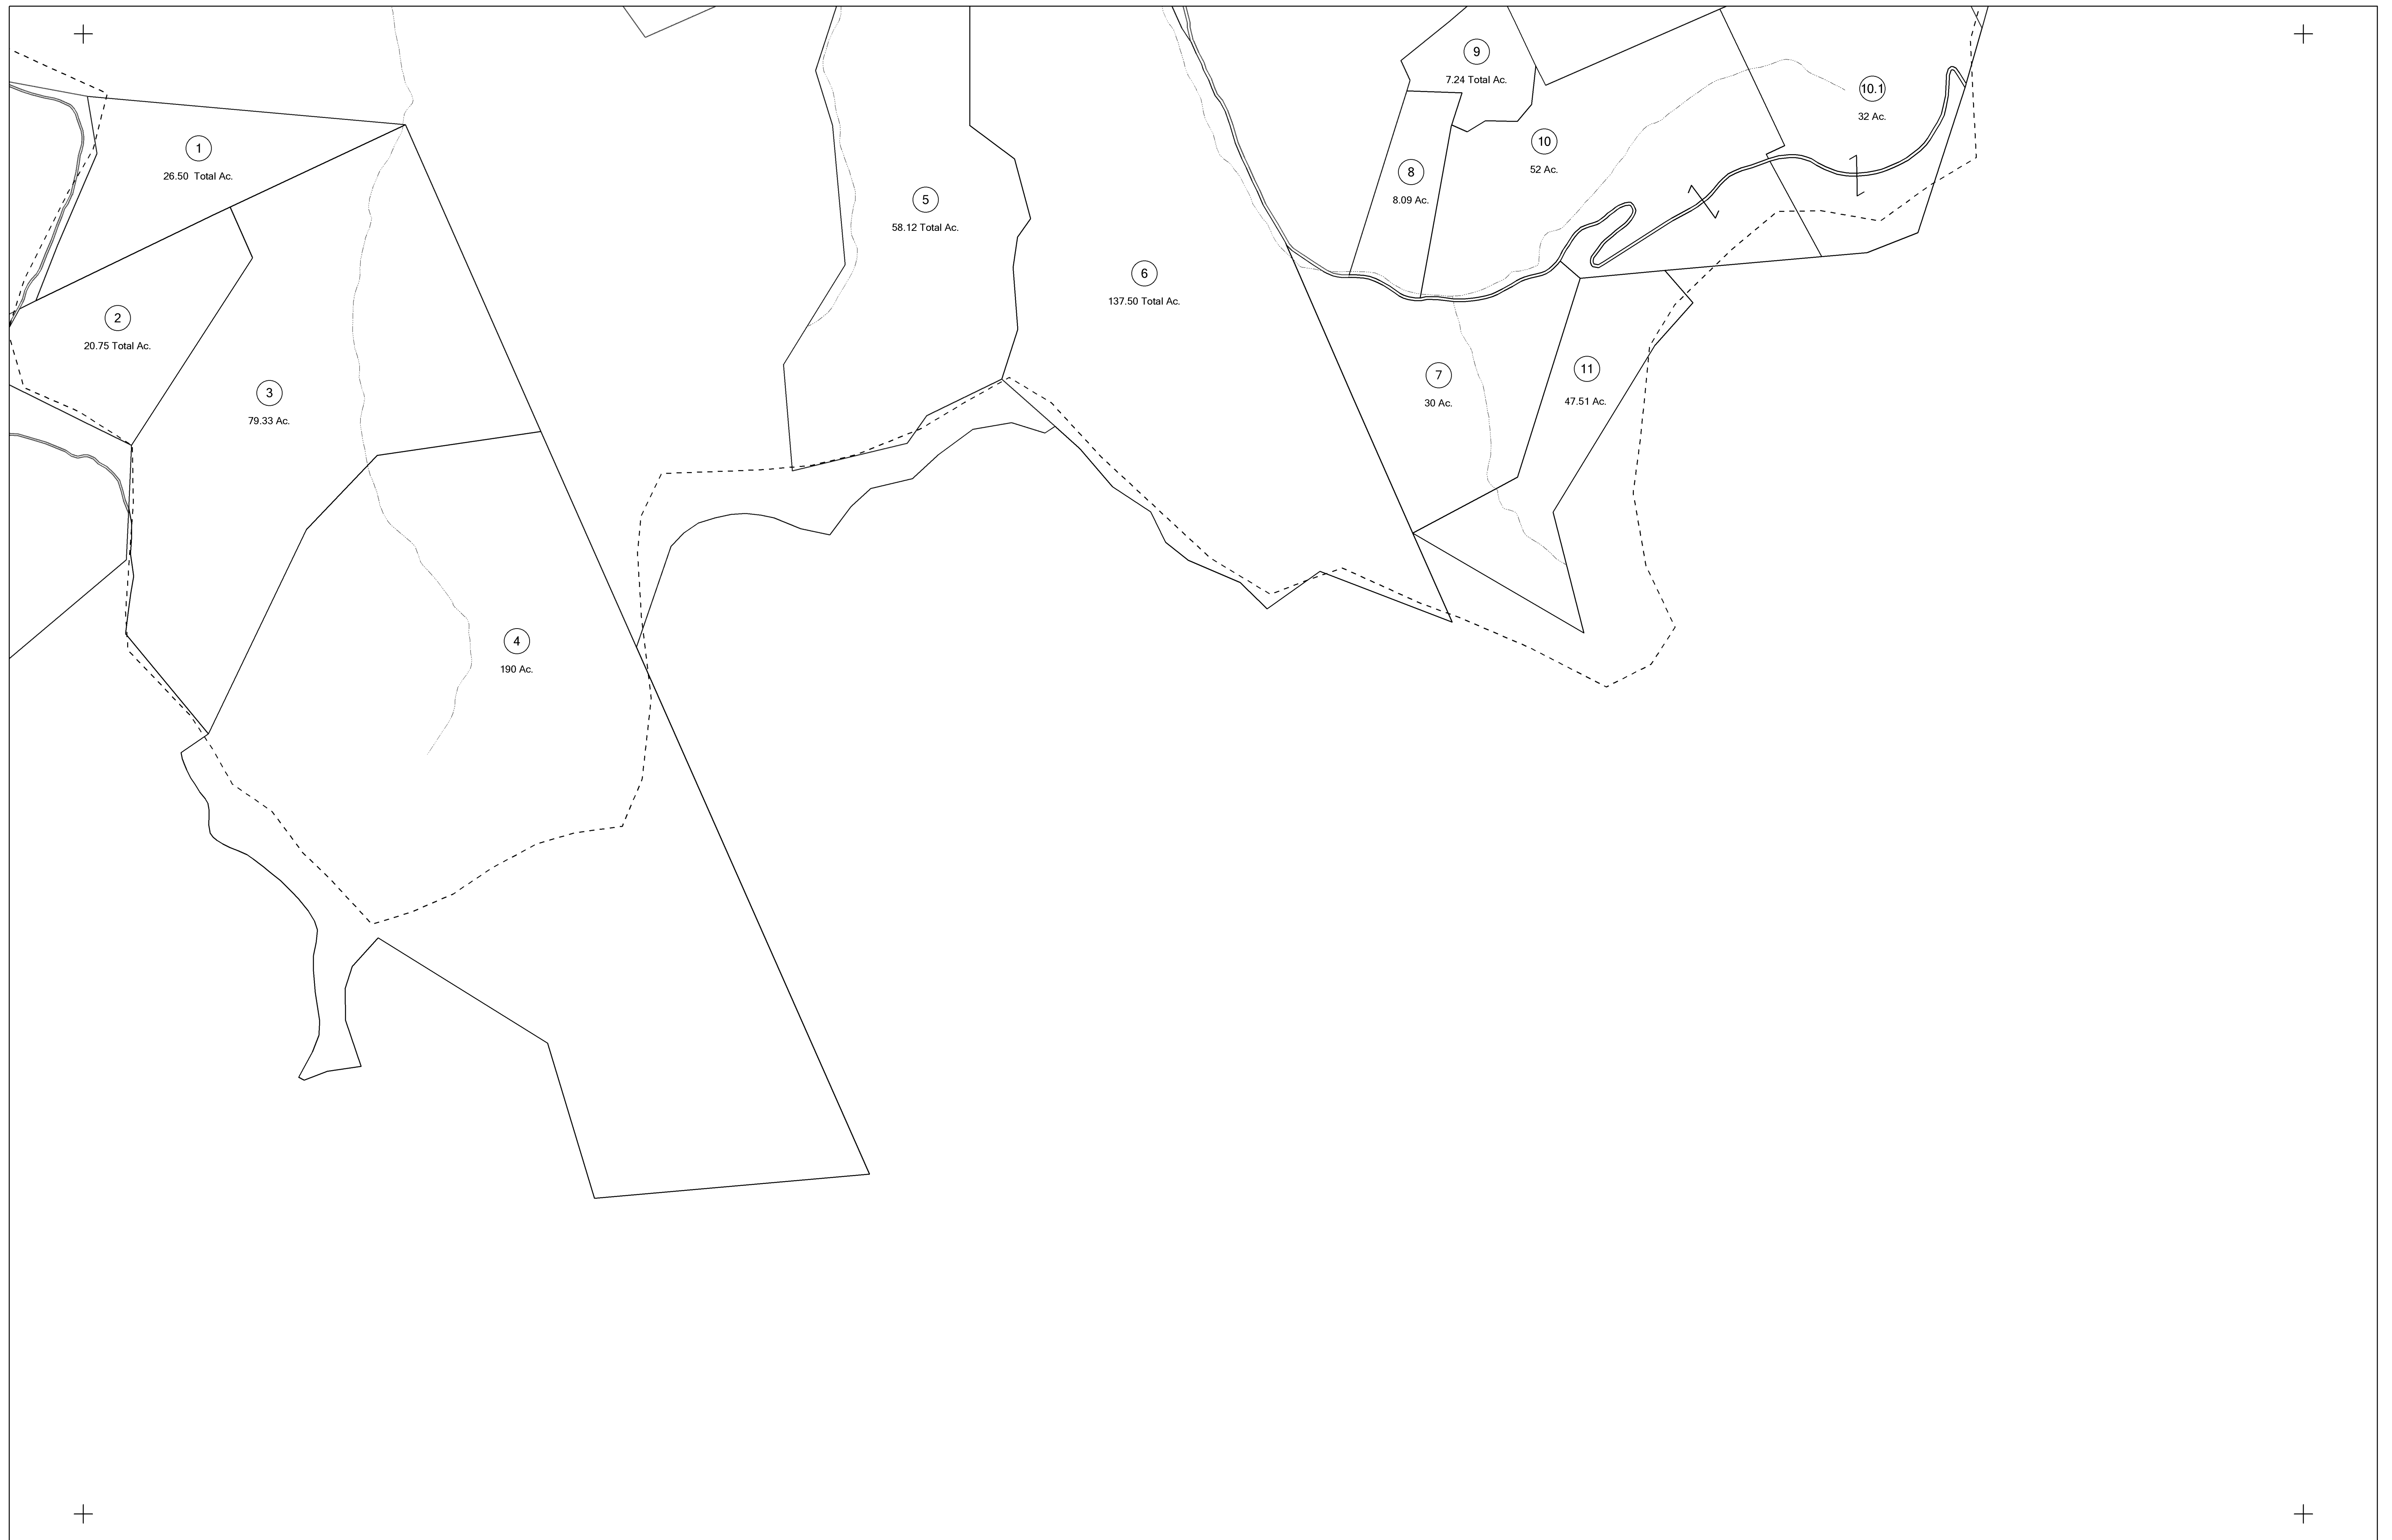 9
7.24 Total Ac.
10.1
32 Ac.
10
52 Ac.
1
26.50 Total Ac.
8
8.09 Ac.
5
58.12 Total Ac.
6
137.50 Total Ac.
2
20.75 Total Ac.
11
47.51 Ac.
7
30 Ac.
3
79.33 Ac.
4
190 Ac.